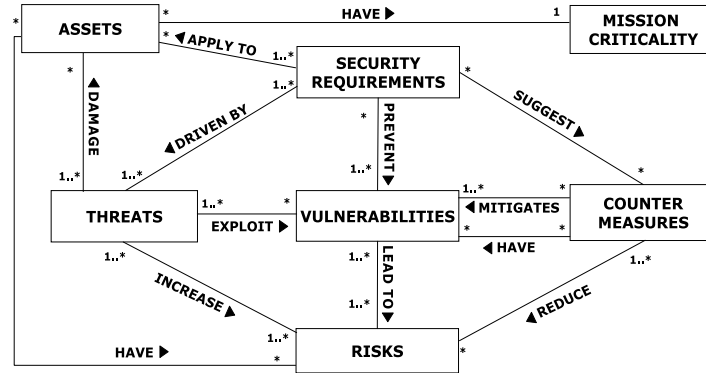 * ASSETS * HAVE ▶ 1 MISSION CRITICALITY
* ◀ APPLY TO 1..* SECURITY REQUIREMENTS *
* ◀ DAMAGE 1..*
1..* ◀ DRIVEN BY 1..*
* PREVENT ▶ 1..*
SUGGEST ▶ *
THREATS 1..* EXPLOIT ▶ * VULNERABILITIES
1..* ◀ MITIGATES * COUNTER MEASURES
* ◀ HAVE *
1..* INCREASE ▶ 1..*
1..* LEAD TO ▶ 1..*
1..* ◀ REDUCE *
HAVE ▶ * RISKS